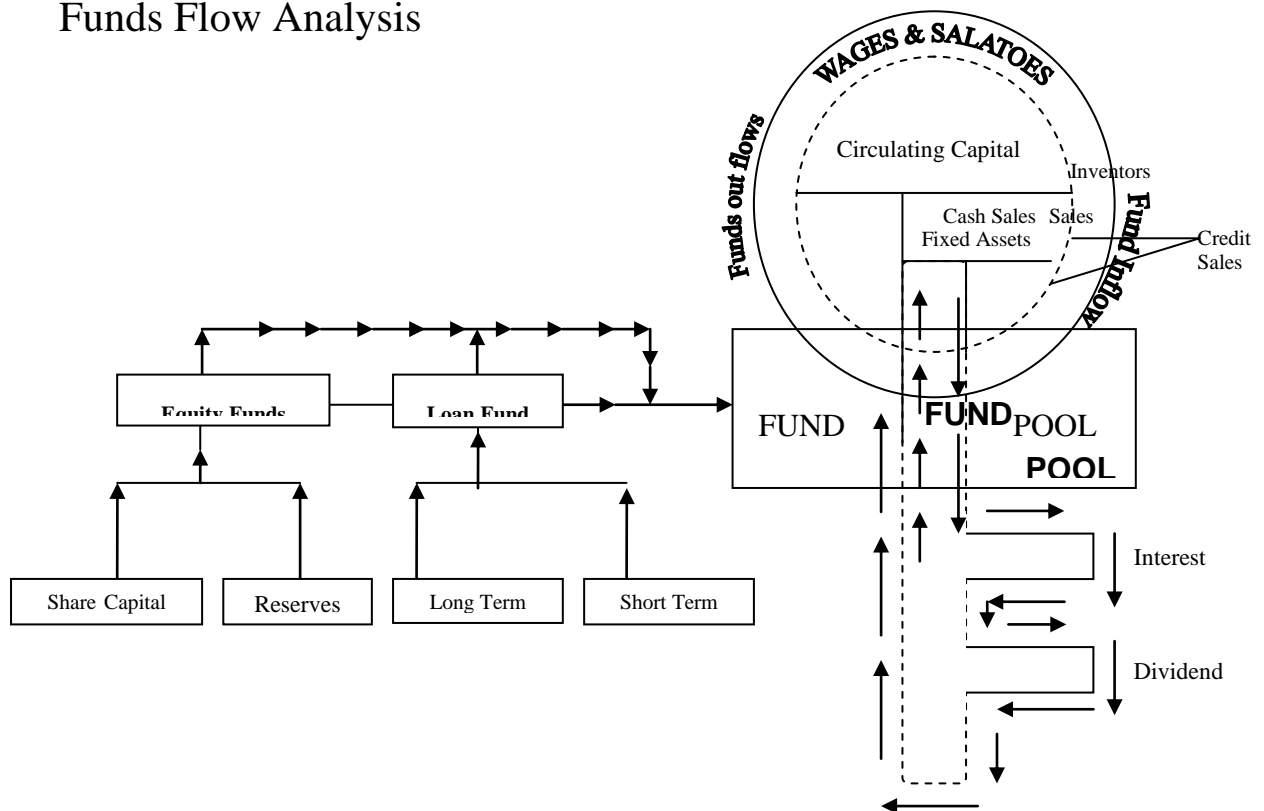 Funds Flow Analysis
WAGES & SALATOES
Funds out flows
Circulating Capital
Inventors
Fund Inflow
Cash Sales Sales
Fixed Assets
Credit
Sales
Equity Funds
Loan Fund
FUND
FUND
POOL
POOL
Share Capital
Reserves
Long Term
Short Term
Interest
Dividend